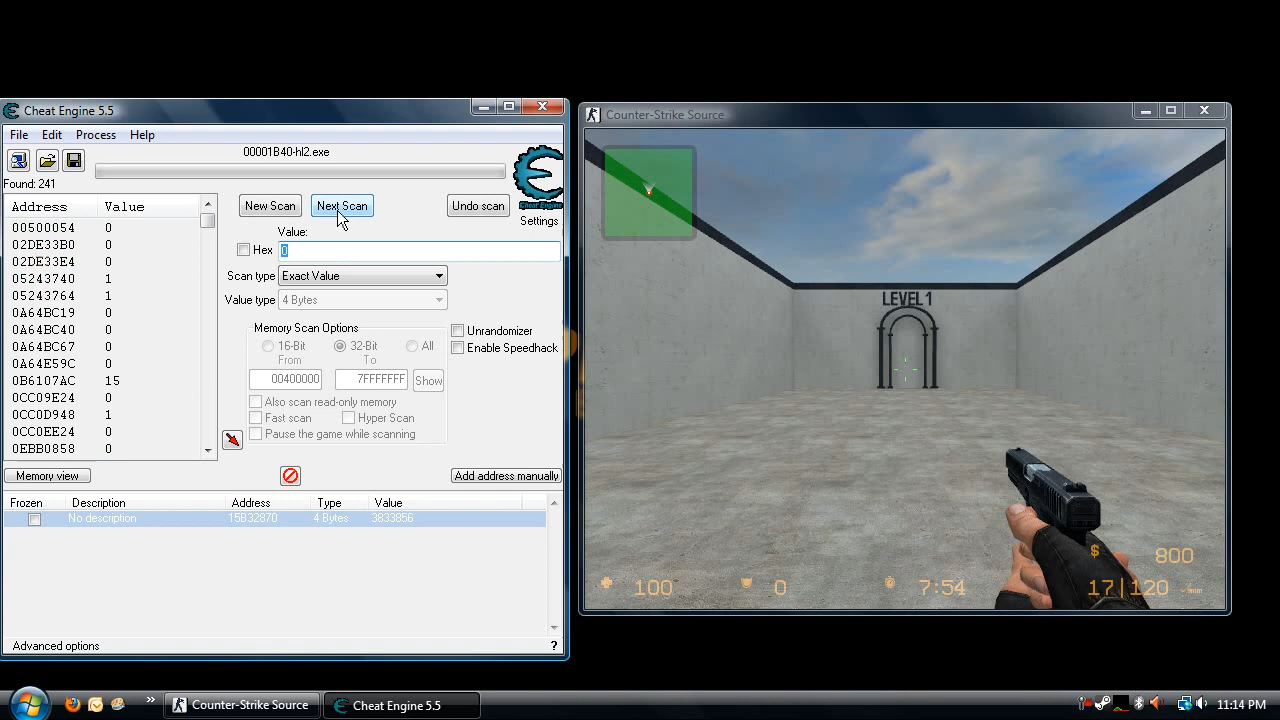 Cheat Engine 5.5
File Edit Process Help
00001B40-hl2.exe
Found: 241
Address Value
00500054 0
02DE33B0 0
02DE33E4 0
05243740 1
05243764 1
0A64BC19 0
0A64BC40 0
0A64BC67 0
0A64E59C 0
0B6107AC 15
0CC09E24 0
0CC0D948 1
0CC0EE24 0
0EBB0858 0
New Scan Next Scan Undo scan
Cheat Engine
Settings
Value:
Hex 0
Scan type Exact Value
Value type 4 Bytes
Memory Scan Options
16-Bit 32-Bit All
From To
00400000 7FFFFFFF Show
Also scan read-only memory
Fast scan Hyper Scan
Pause the game while scanning
Unrandomizer
Enable Speedhack
Memory view Add address manually
Frozen Description Address Type Value
No description 15B32870 4 Bytes 3833856
Advanced options ?
Counter-Strike Source
LEVEL 1
$ 800
100 0 7:54 17|120
Counter-Strike Source Cheat Engine 5.5 11:14 PM